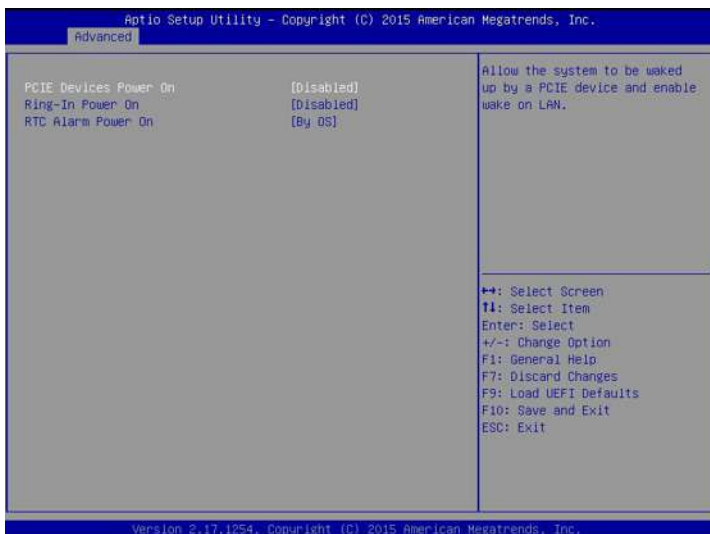 Aptio Setup Utility – Copyright (C) 2015 American Megatrends, Inc.
Advanced
PCIE Devices Power On [Disabled]
Ring-In Power On [Disabled]
RTC Alarm Power On [By OS]
Allow the system to be waked
up by a PCIE device and enable
wake on LAN.
↔: Select Screen
↑↓: Select Item
Enter: Select
+/-: Change Option
F1: General Help
F7: Discard Changes
F9: Load UEFI Defaults
F10: Save and Exit
ESC: Exit
Version 2.17.1254. Copyright (C) 2015 American Megatrends, Inc.